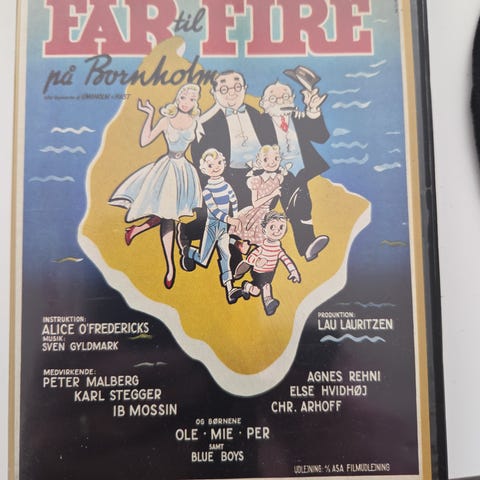 FAR til FIRE
på Bornholm
INSTRUKTION:
ALICE O'FREDERICKS
MUSIK:
SVEN GYLDMARK
PRODUKTION:
LAU LAURITZEN
MEDVIRKENDE:
PETER MALBERG
KARL STEGGER
IB MOSSIN
AGNES REHNI
ELSE HVIDHØJ
CHR. ARHOFF
OG BØRNENE
OLE · MIE · PER
SAMT
BLUE BOYS
UDLEJNING: A/S ASA FILMUDLEJNING